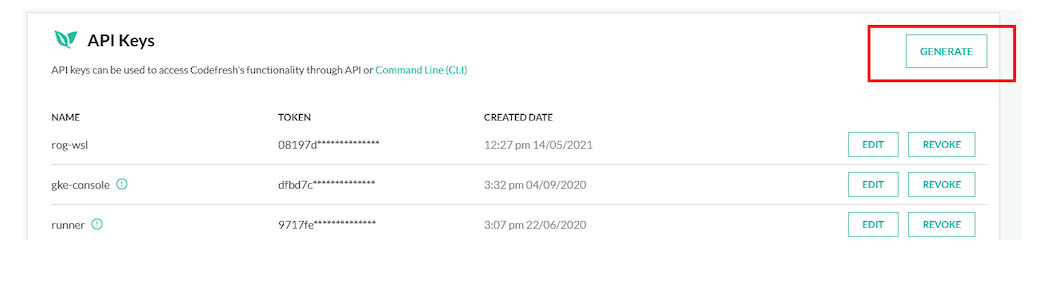 API Keys
GENERATE
API keys can be used to access Codefresh's functionality through API or Command Line (CLI)
NAME TOKEN CREATED DATE
rog-wsl 08197d************** 12:27 pm 14/05/2021 EDIT REVOKE
gke-console dfbd7c************** 3:32 pm 04/09/2020 EDIT REVOKE
runner 9717fe************** 3:07 pm 22/06/2020 EDIT REVOKE